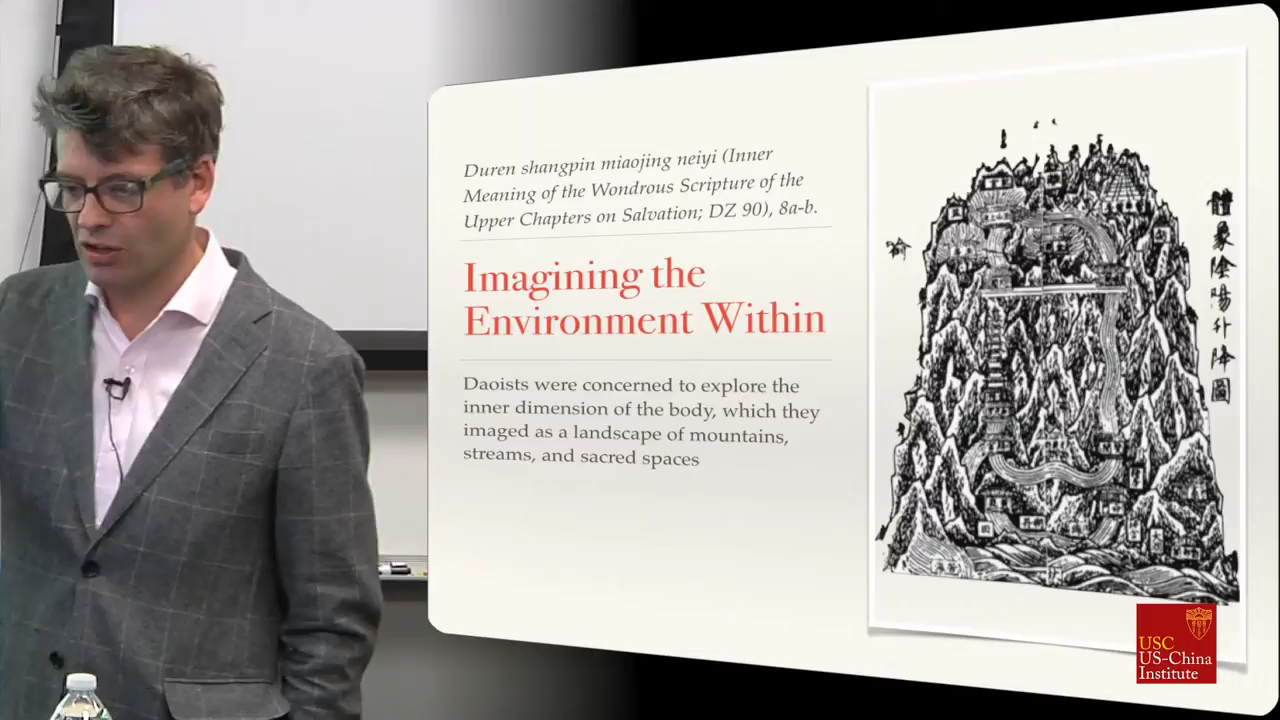 Duren shangpin miaojing neiyi (Inner
Meaning of the Wondrous Scripture of the
Upper Chapters on Salvation; DZ 90), 8a-b.
Imagining the
Environment Within
Daoists were concerned to explore the
inner dimension of the body, which they
imaged as a landscape of mountains,
streams, and sacred spaces
體象陰陽升降圖
USC
US-China
Institute